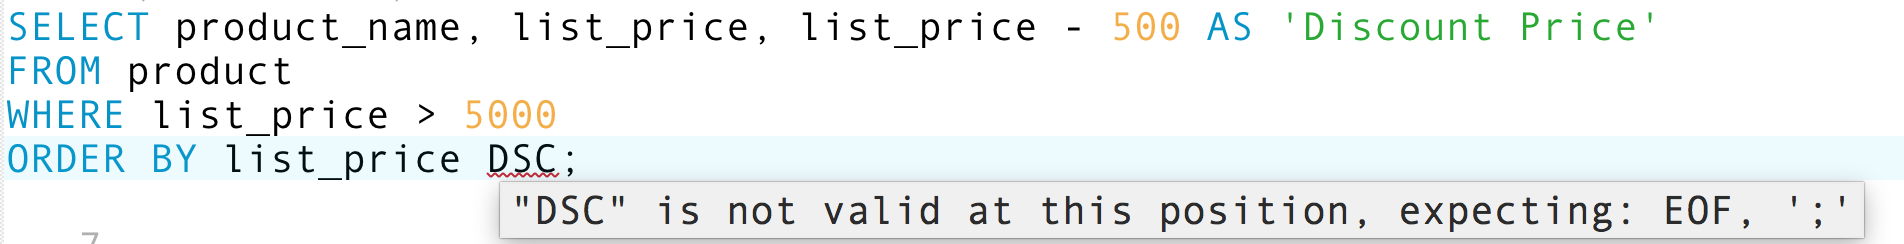 SELECT product_name, list_price, list_price - 500 AS 'Discount Price'
FROM product
WHERE list_price > 5000
ORDER BY list_price DSC;
"DSC" is not valid at this position, expecting: EOF, ';'
7